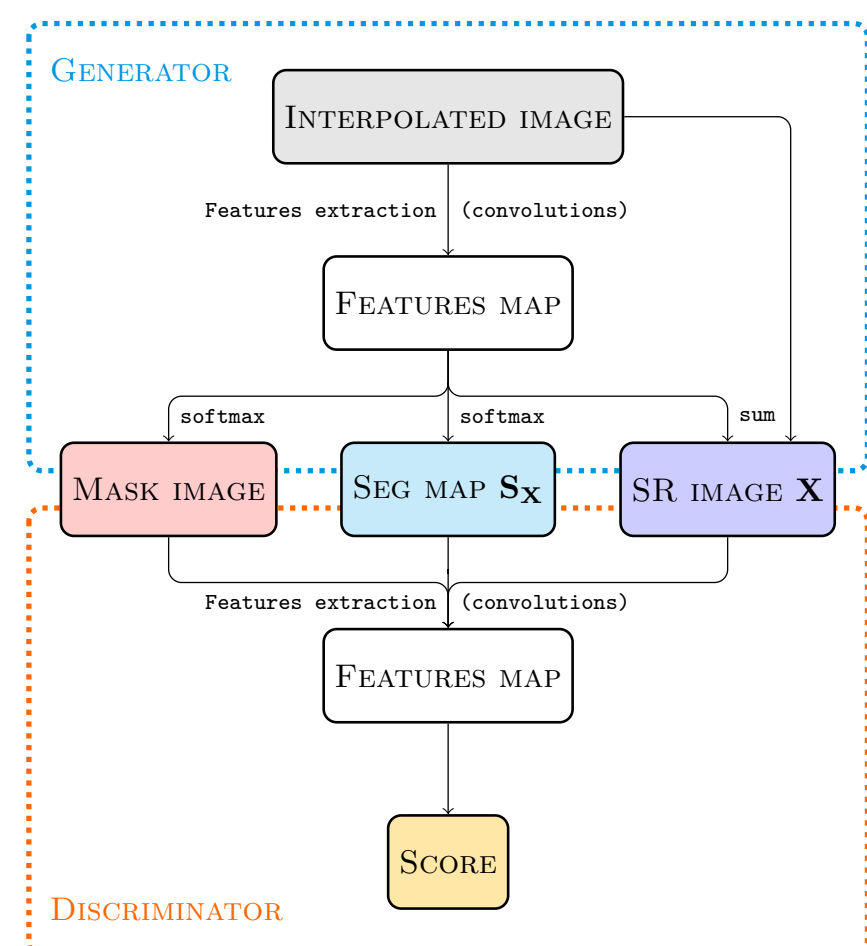 Generator
Interpolated image
Features extraction (convolutions)
Features map
softmax softmax sum
Mask image Seg map S_X SR image X
Features extraction (convolutions)
Features map
Score
Discriminator